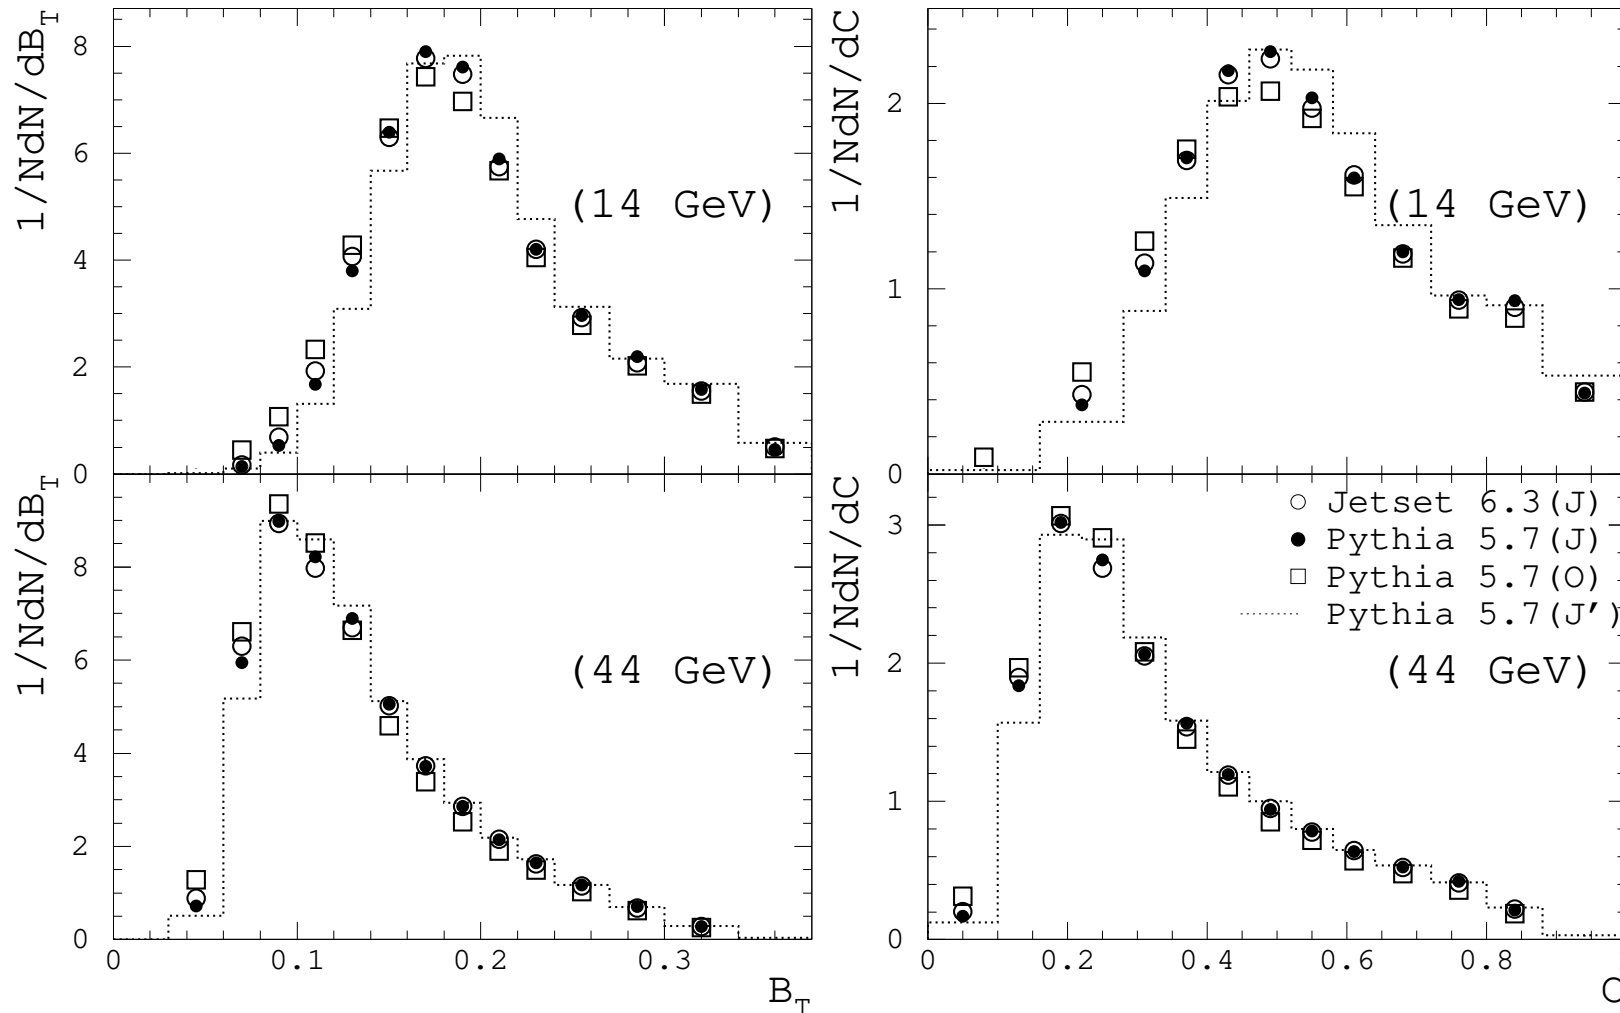 1/NdN/dB_T
8
6
4
2
0
(14 GeV)
1/NdN/dC
2
1
0
(14 GeV)
1/NdN/dB_T
8
6
4
2
0
(44 GeV)
0
0.1
0.2
0.3
B_T
1/NdN/dC
3
2
1
0
Jetset 6.3(J)
Pythia 5.7(J)
Pythia 5.7(O)
Pythia 5.7(J')
(44 GeV)
0
0.2
0.4
0.6
0.8
C